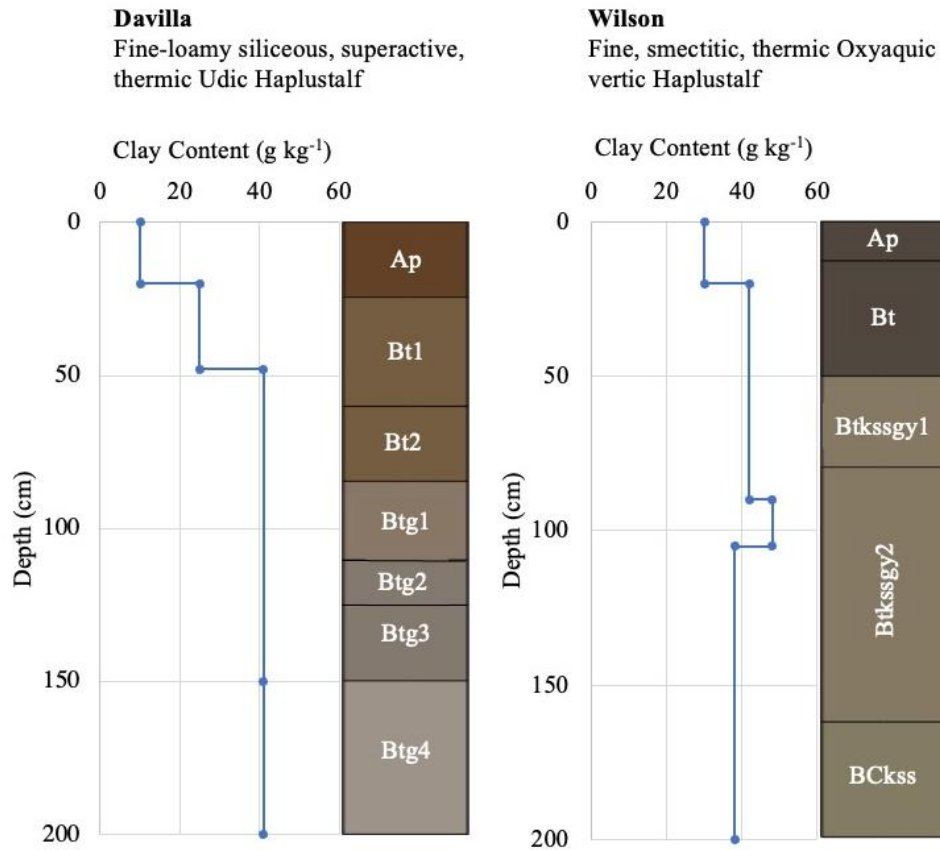 Davilla
Fine-loamy siliceous, superactive,
thermic Udic Haplustalf
Clay Content (g kg-1)
0 20 40 60
0
50
100
150
200
Depth (cm)
Ap
Bt1
Bt2
Btg1
Btg2
Btg3
Btg4
Wilson
Fine, smectitic, thermic Oxyaquic
vertic Haplustalf
Clay Content (g kg-1)
0 20 40 60
0
50
100
150
200
Depth (cm)
Ap
Bt
Btkssgy1
Btkssgy2
BCkss